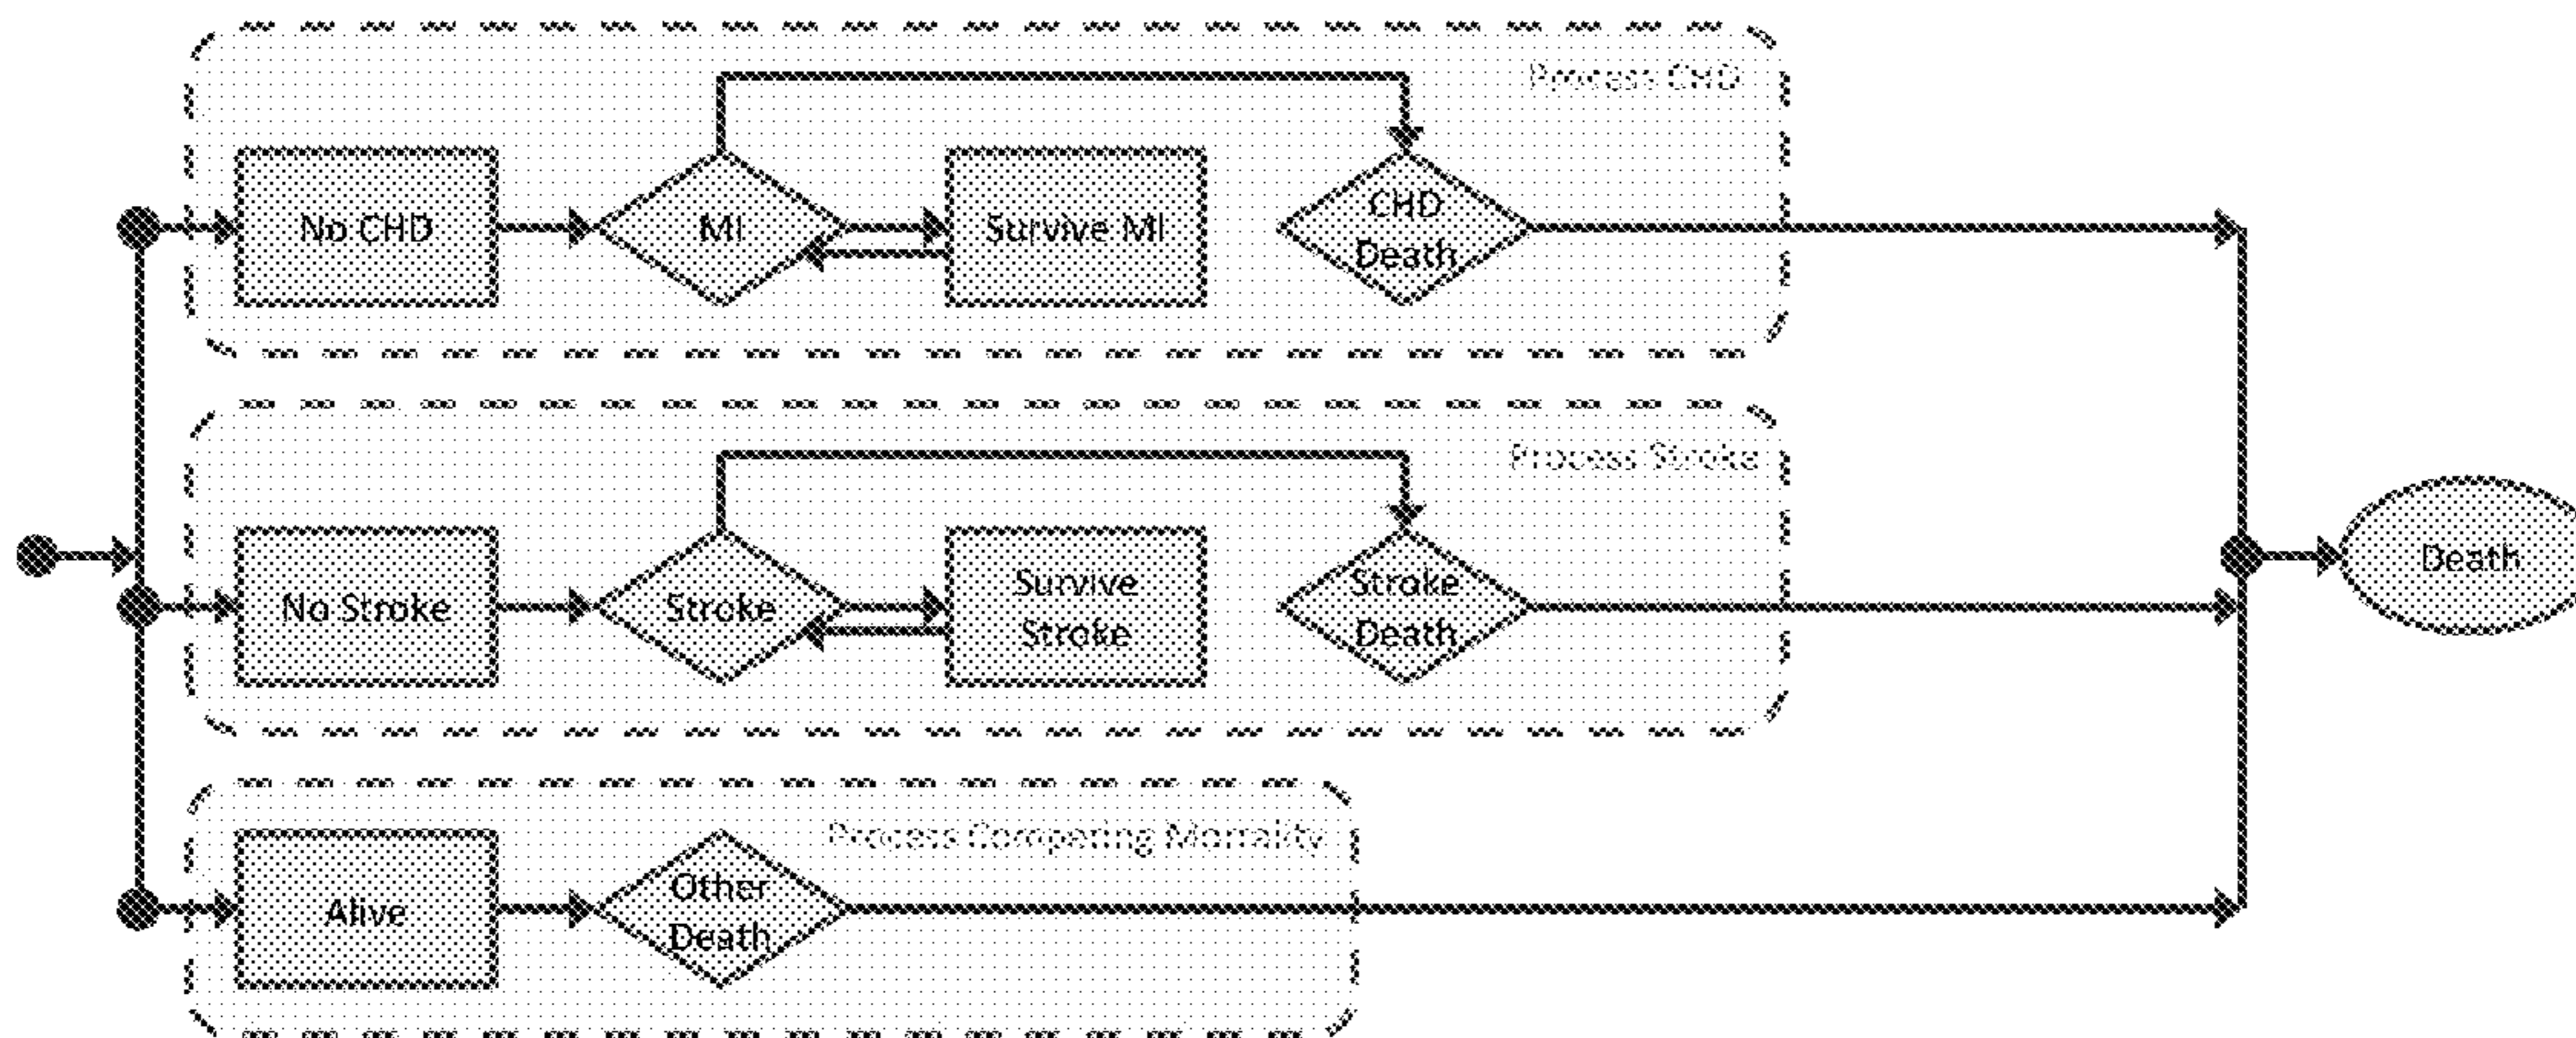 Process CHD
No CHD
MI
Survive MI
CHD
Death
Process Stroke
No Stroke
Stroke
Survive
Stroke
Stroke
Death
Death
Process Competing Mortality
Alive
Other
Death